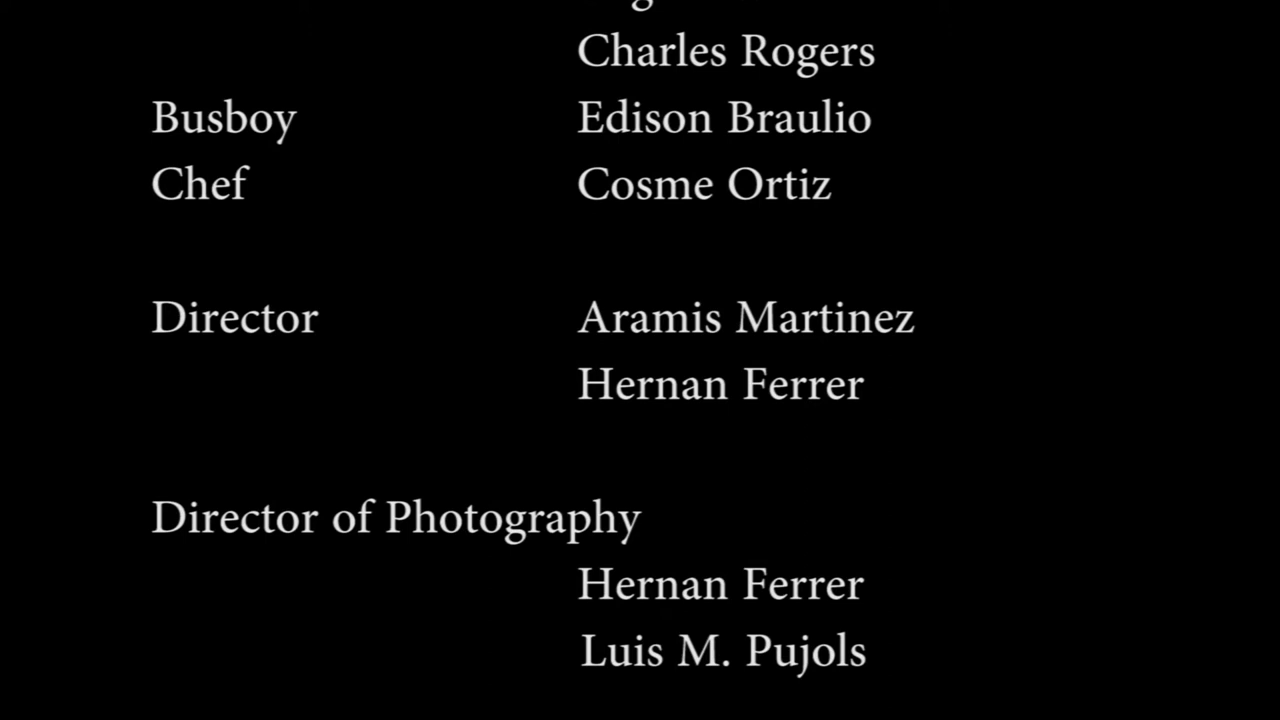 Charles Rogers
Busboy Edison Braulio
Chef Cosme Ortiz
Director Aramis Martinez
Hernan Ferrer
Director of Photography
Hernan Ferrer
Luis M. Pujols